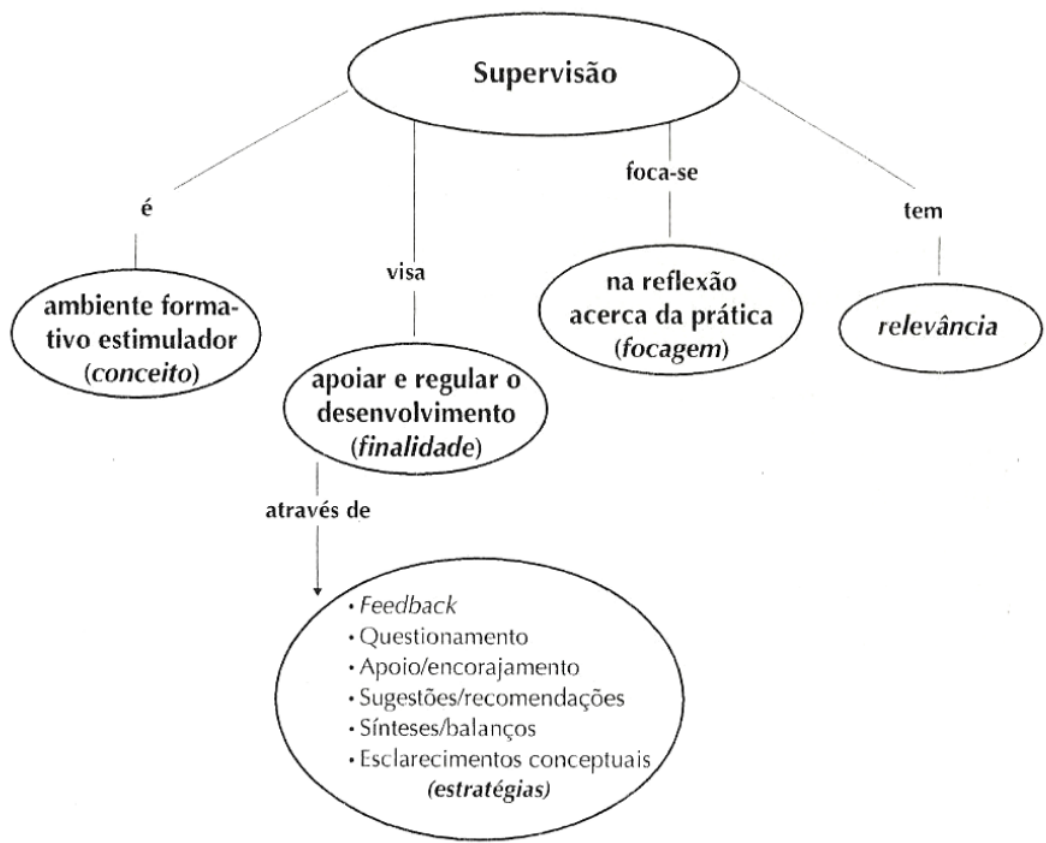 Supervisão
é
ambiente forma-
tivo estimulador
(conceito)
visa
apoiar e regular o
desenvolvimento
(finalidade)
através de
• Feedback
• Questionamento
• Apoio/encorajamento
• Sugestões/recomendações
• Sínteses/balanços
• Esclarecimentos conceptuais
(estratégias)
foca-se
na reflexão
acerca da prática
(focagem)
tem
relevância